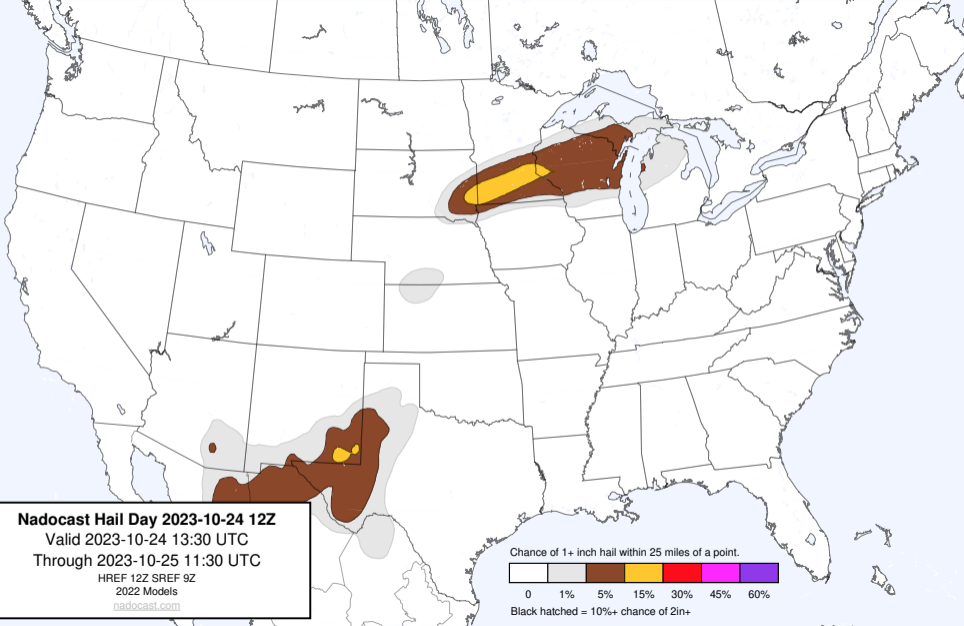 Nadocast Hail Day 2023-10-24 12Z
Valid 2023-10-24 13:30 UTC
Through 2023-10-25 11:30 UTC
HREF 12Z SREF 9Z
2022 Models
nadocast.com
Chance of 1+ inch hail within 25 miles of a point.
0 1% 5% 15% 30% 45% 60%
Black hatched = 10%+ chance of 2in+